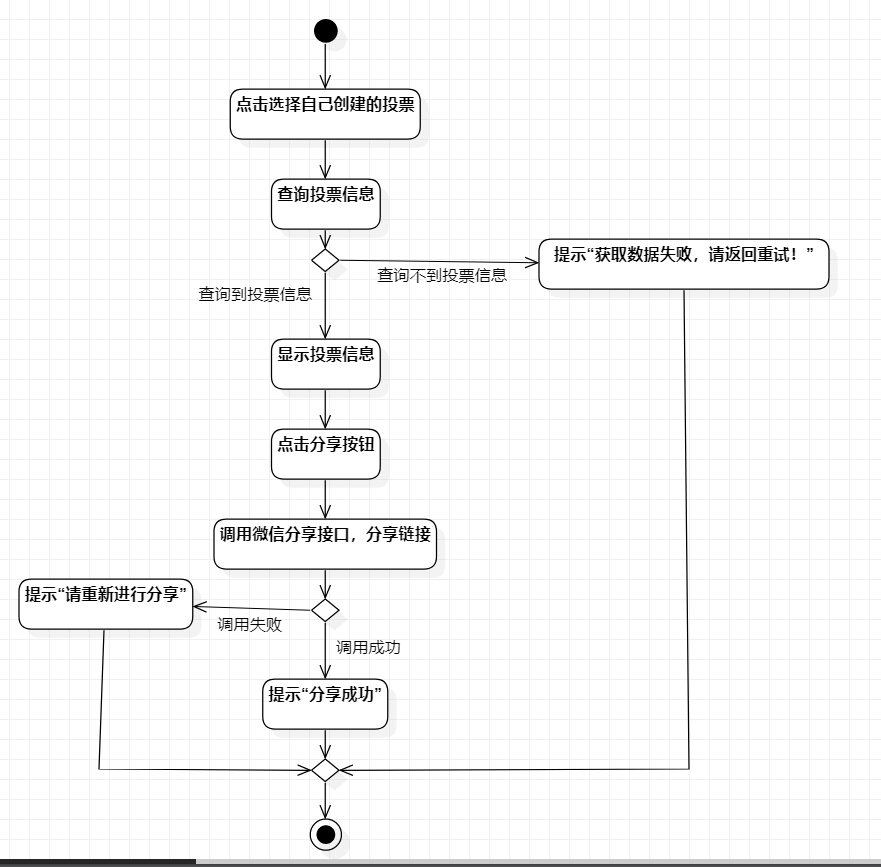 点击选择自己创建的投票
查询投票信息
提示“获取数据失败，请返回重试！”
查询不到投票信息
查询到投票信息
显示投票信息
点击分享按钮
调用微信分享接口，分享链接
提示“请重新进行分享”
调用失败
调用成功
提示“分享成功”